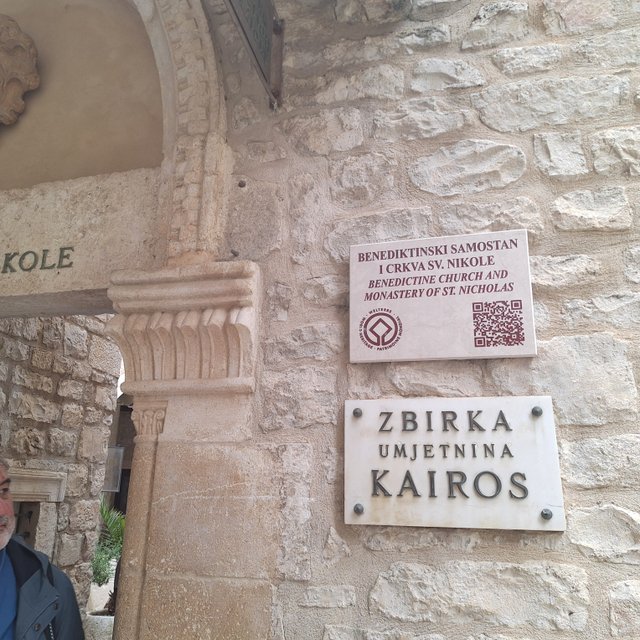 KOLE
BENEDIKTINSKI SAMOSTAN
I CRKVA SV. NIKOLE
BENEDICTINE CHURCH AND
MONASTERY OF ST. NICHOLAS
ZBIRKA
UMJETNINA
KAIROS